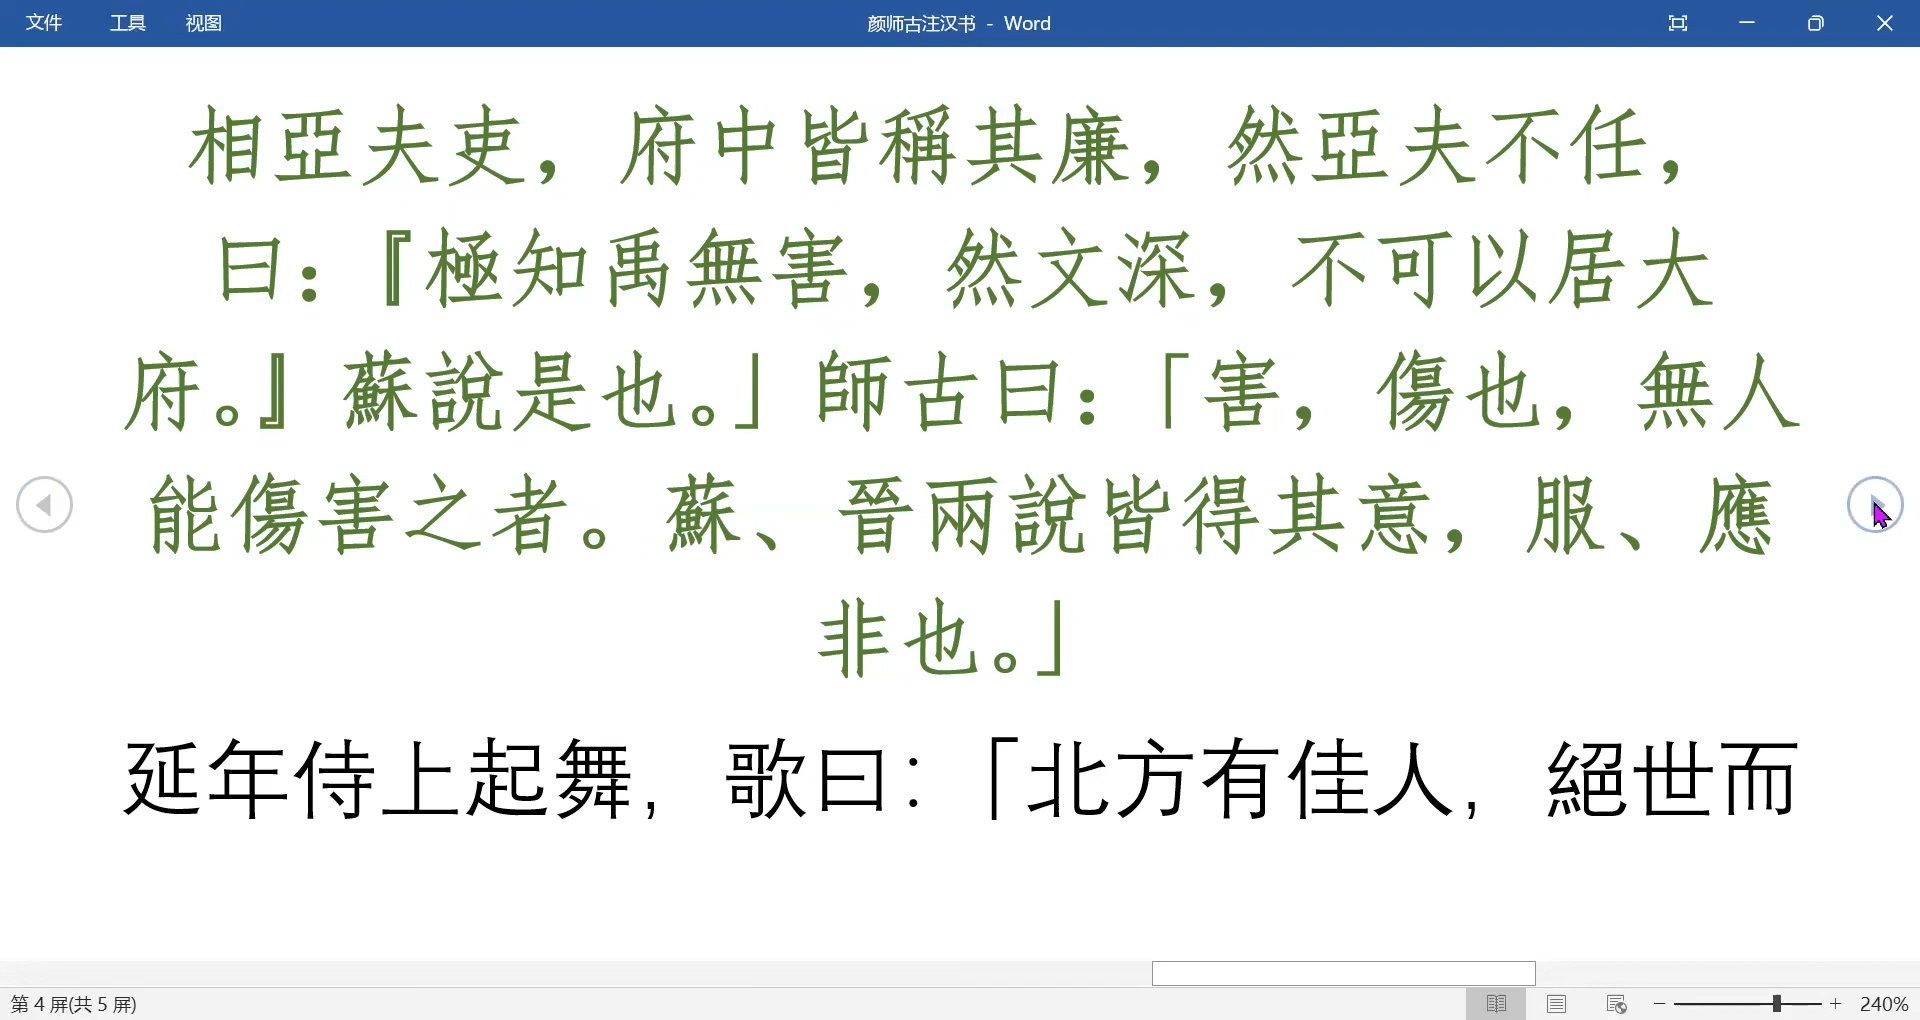 文件 工具 视图 颜师古注汉书 - Word
相亞夫吏，府中皆稱其廉，然亞夫不任，
曰：『極知禹無害，然文深，不可以居大
府。』蘇說是也。」師古曰：「害，傷也，無人
能傷害之者。蘇、晉兩說皆得其意，服、應
非也。」
延年侍上起舞，歌曰：「北方有佳人，絕世而
第 4 屏(共 5 屏) 240%